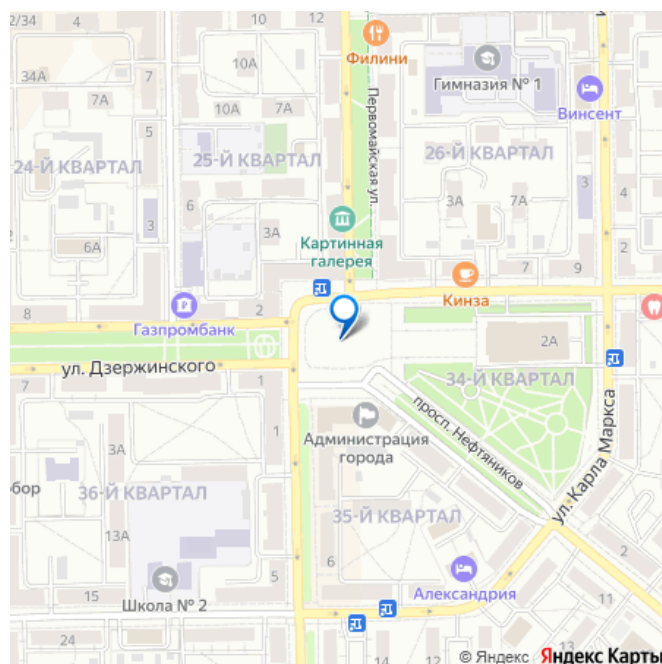 2/34
4
10
12
Филини
34А
7
10А
Гимназия № 1
7А
10А
7А
Винсент
5
24-Й КВАРТАЛ
25-Й КВАРТАЛ
Первомайская ул.
26-Й КВАРТАЛ
3
6
3А
3А
7А
4
6А
Картинная
галерея
2
8
Газпромбанк
2
Кинза
7
9
ул. Дзержинского
1
1
2А
34-Й КВАРТАЛ
просп. Нефтяников
ул. Карла Маркса
Администрация
города
3А
1
бор
36-Й КВАРТАЛ
13А
35-Й КВАРТАЛ
6
2
15
Школа № 2
7
Александрия
11
24
14
13
© Яндекс Яндекс Карты